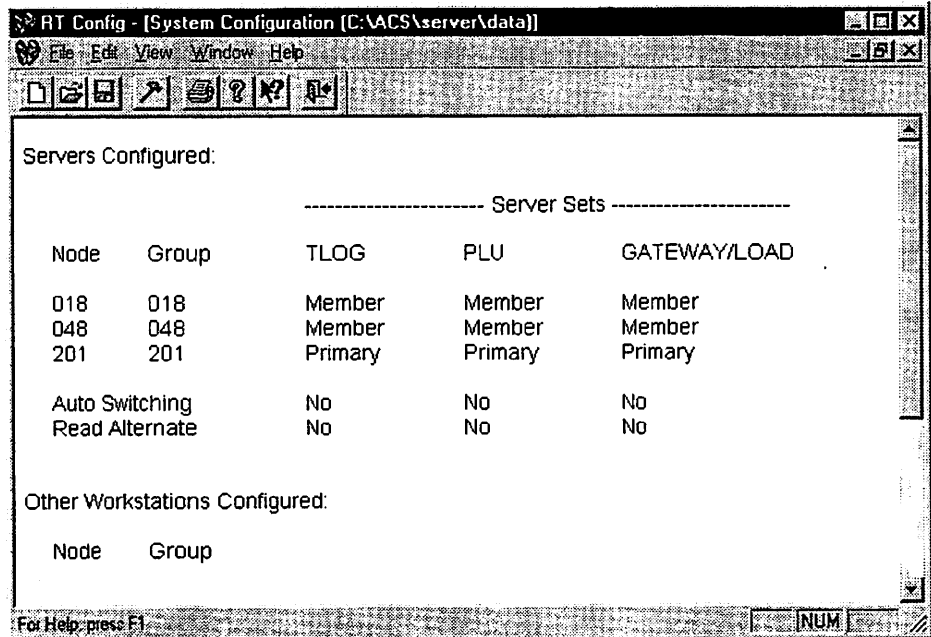 RT Config - [System Configuration [C:\ACS\server\data]]
File Edit View Window Help
Servers Configured:
----------------------- Server Sets -----------------------
Node Group TLOG PLU GATEWAY/LOAD
018 018 Member Member Member
048 048 Member Member Member
201 201 Primary Primary Primary
Auto Switching No No No
Read Alternate No No No
Other Workstations Configured:
Node Group
For Help, press F1 NUM